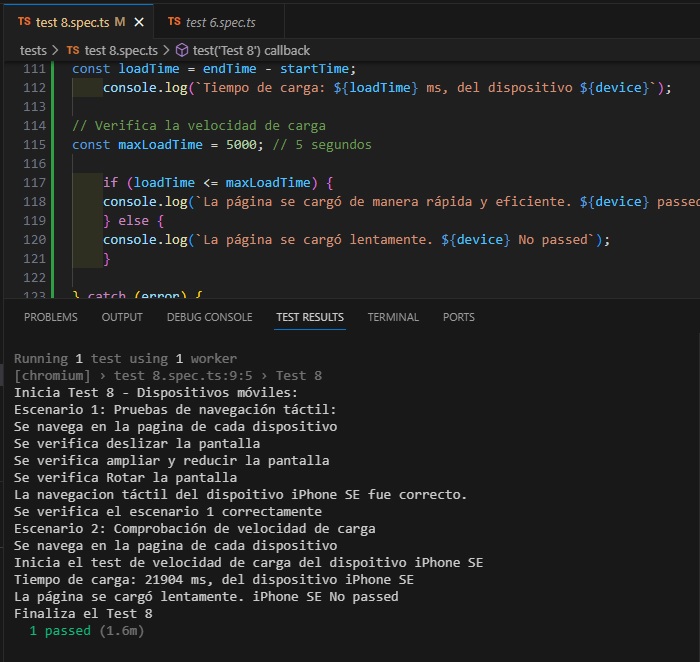 TS test 8.spec.ts M ×
TS test 6.spec.ts
tests > TS test 8.spec.ts > test('Test 8') callback
111 const loadTime = endTime - startTime;
112 console.log(`Tiempo de carga: ${loadTime} ms, del dispositivo ${device}`);
113
114 // Verifica la velocidad de carga
115 const maxLoadTime = 5000; // 5 segundos
116
117 if (loadTime <= maxLoadTime) {
118 console.log(`La página se cargó de manera rápida y eficiente. ${device} passed
119 } else {
120 console.log(`La página se cargó lentamente. ${device} No passed`);
121 }
122
123 } catch (error) {
PROBLEMS OUTPUT DEBUG CONSOLE TEST RESULTS TERMINAL PORTS
Running 1 test using 1 worker
[chromium] › test 8.spec.ts:9:5 › Test 8
Inicia Test 8 - Dispositivos móviles:
Escenario 1: Pruebas de navegación táctil:
Se navega en la pagina de cada dispositivo
Se verifica deslizar la pantalla
Se verifica ampliar y reducir la pantalla
Se verifica Rotar la pantalla
La navegacion táctil del dispoitivo iPhone SE fue correcto.
Se verifica el escenario 1 correctamente
Escenario 2: Comprobación de velocidad de carga
Se navega en la pagina de cada dispositivo
Inicia el test de velocidad de carga del dispoitivo iPhone SE
Tiempo de carga: 21904 ms, del dispositivo iPhone SE
La página se cargó lentamente. iPhone SE No passed
Finaliza el Test 8
1 passed (1.6m)